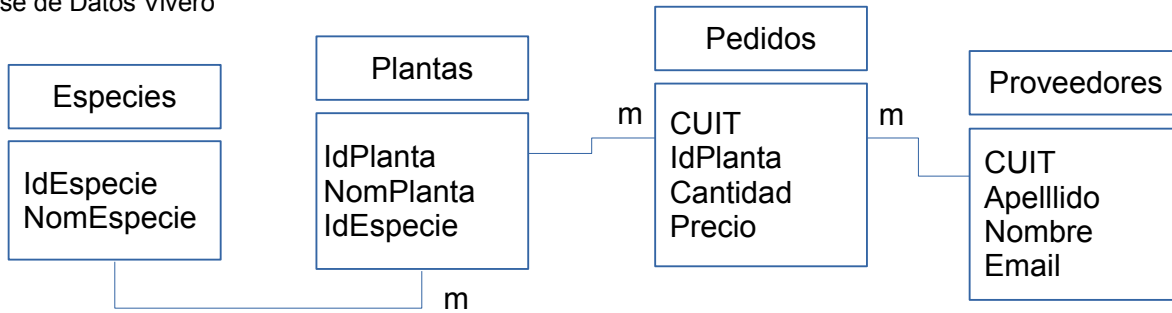 se de Datos Vivero
Especies
IdEspecie
NomEspecie
Plantas
IdPlanta
NomPlanta
IdEspecie
m
m
Pedidos
CUIT
IdPlanta
Cantidad
Precio
m
Proveedores
CUIT
Apelllido
Nombre
Email